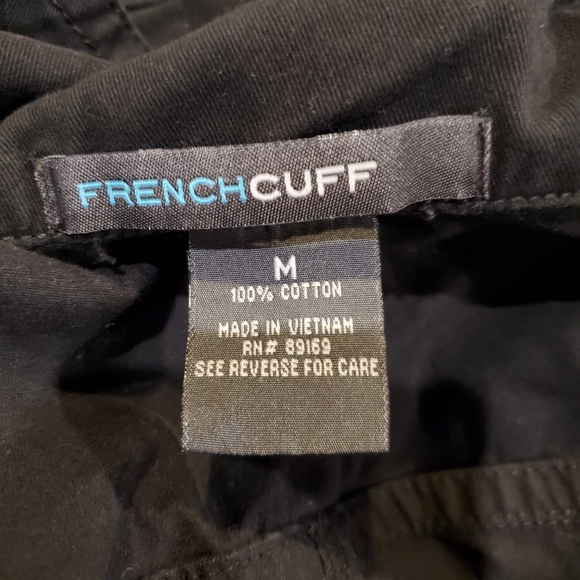 FRENCHCUFF
M
100% COTTON
MADE IN VIETNAM
RN# 89169
SEE REVERSE FOR CARE